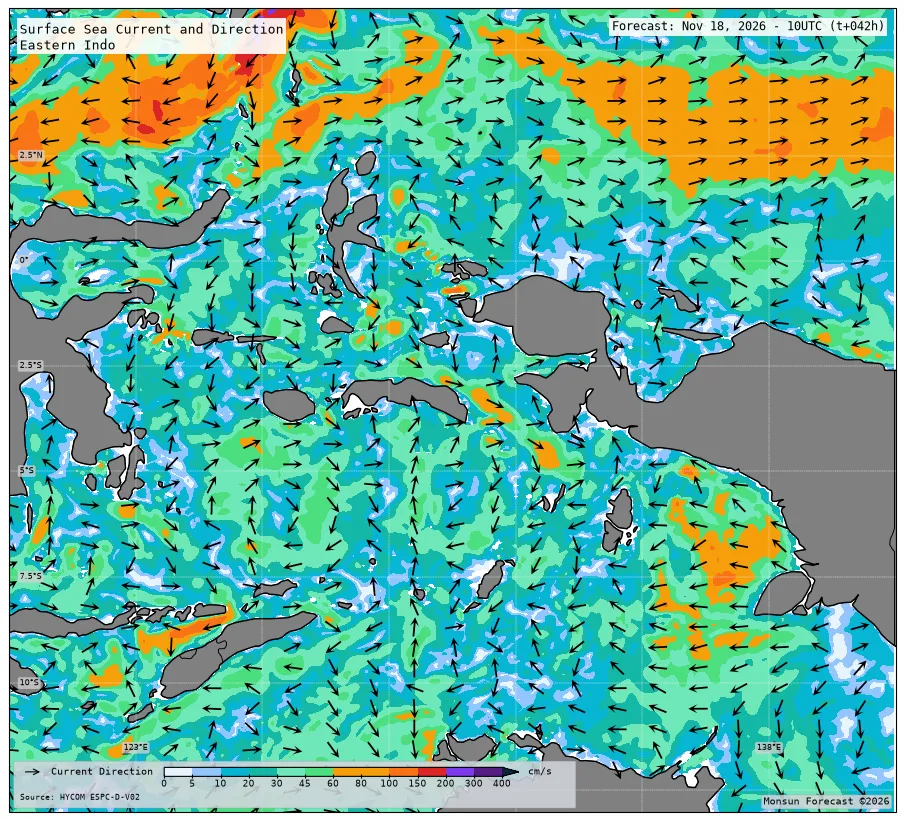 Surface Sea Current and Direction
Eastern Indo
Forecast: Nov 18, 2026 - 10UTC (t+042h)
2.5°N
0°
2.5°S
5°S
7.5°S
10°S
123°E
138°E
Current Direction
0 5 10 20 30 45 60 80 100 150 200 300 400
cm/s
Source: HYCOM ESPC-D-V02
Monsun Forecast ©2026